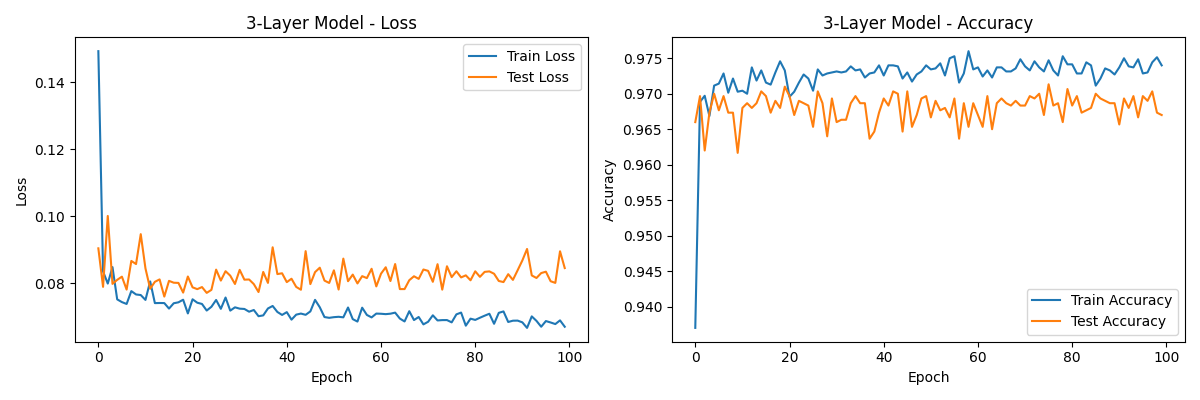 3-Layer Model - Loss
Train Loss
Test Loss
0.14
0.12
0.10
0.08
Loss
0
20
40
60
80
100
Epoch
3-Layer Model - Accuracy
0.975
0.970
0.965
0.960
0.955
0.950
0.945
0.940
Accuracy
Train Accuracy
Test Accuracy
0
20
40
60
80
100
Epoch